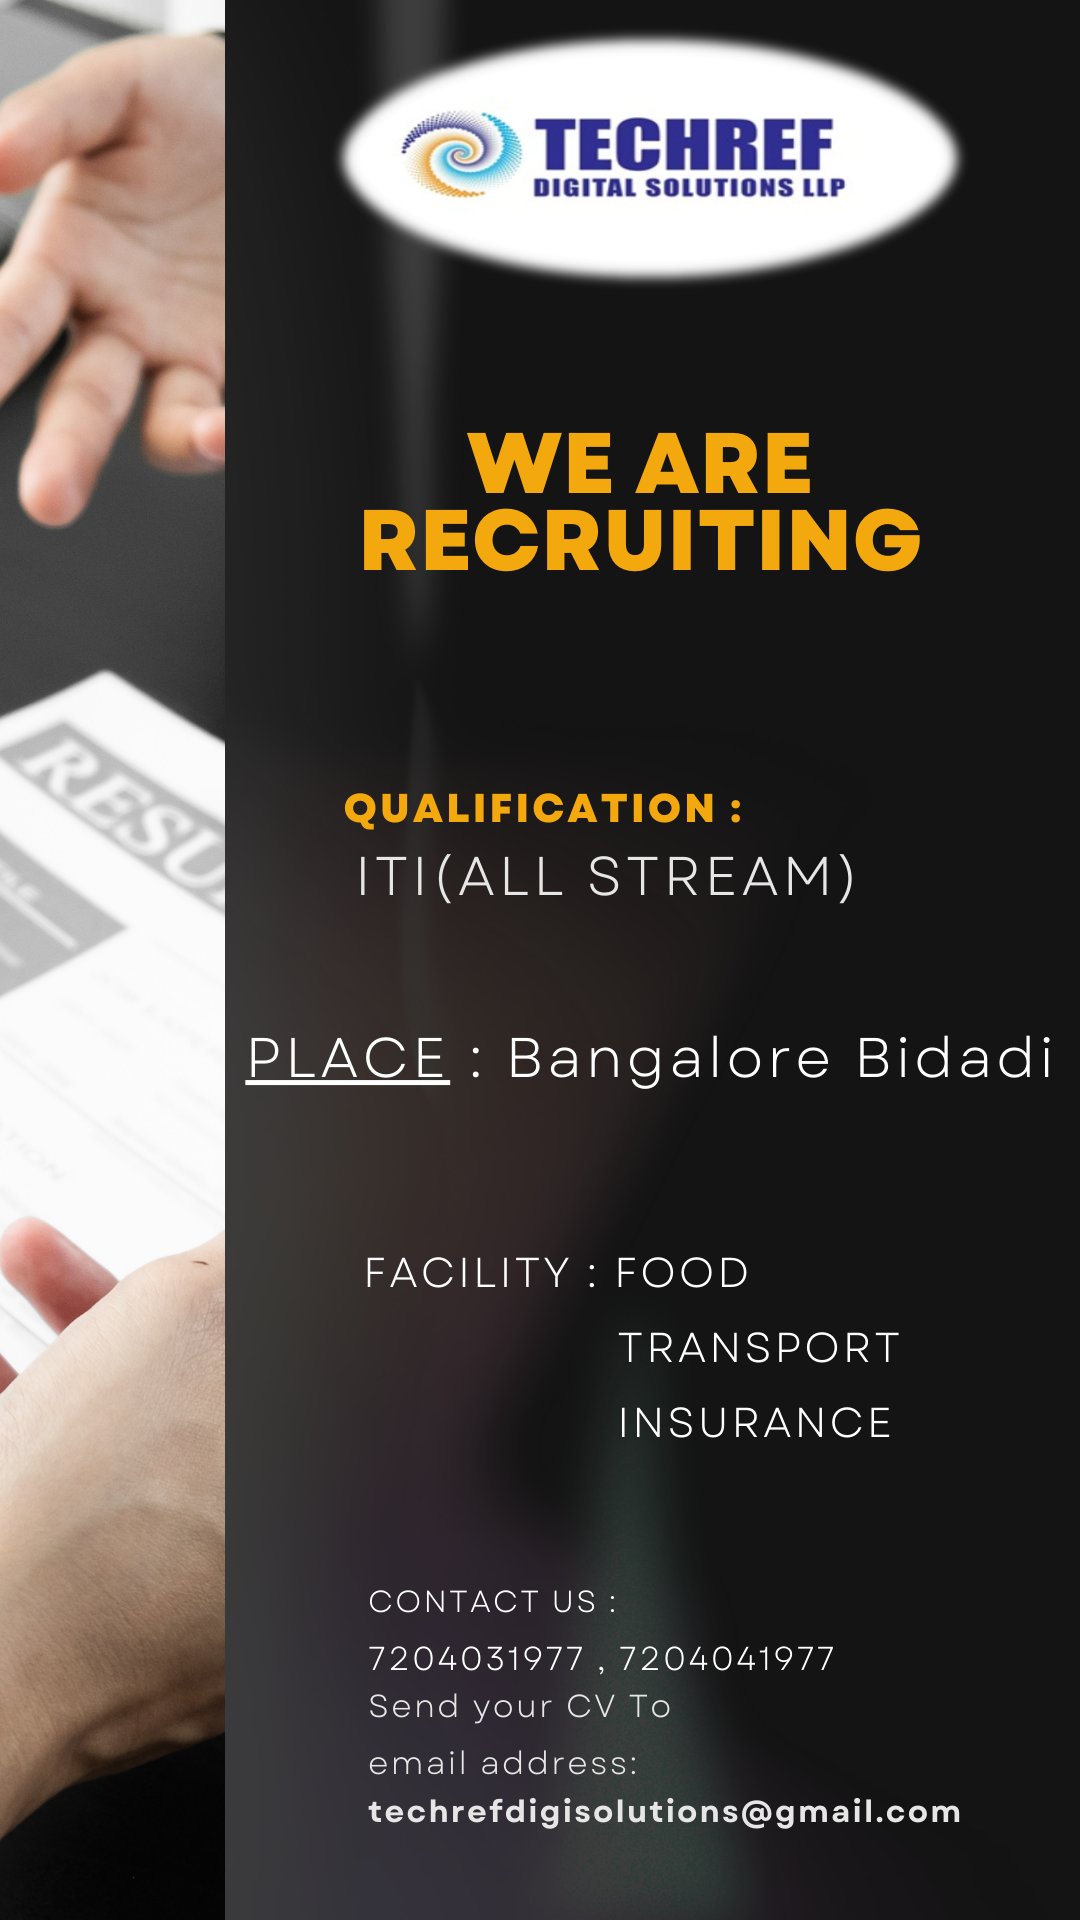 TECHREF
DIGITAL SOLUTIONS LLP
WE ARE
RECRUITING
RESU
QUALIFICATION :
ITI(ALL STREAM)
PLACE : Bangalore Bidadi
FACILITY : FOOD
TRANSPORT
INSURANCE
CONTACT US :
7204031977 , 7204041977
Send your CV To
email address:
techrefdigisolutions@gmail.com